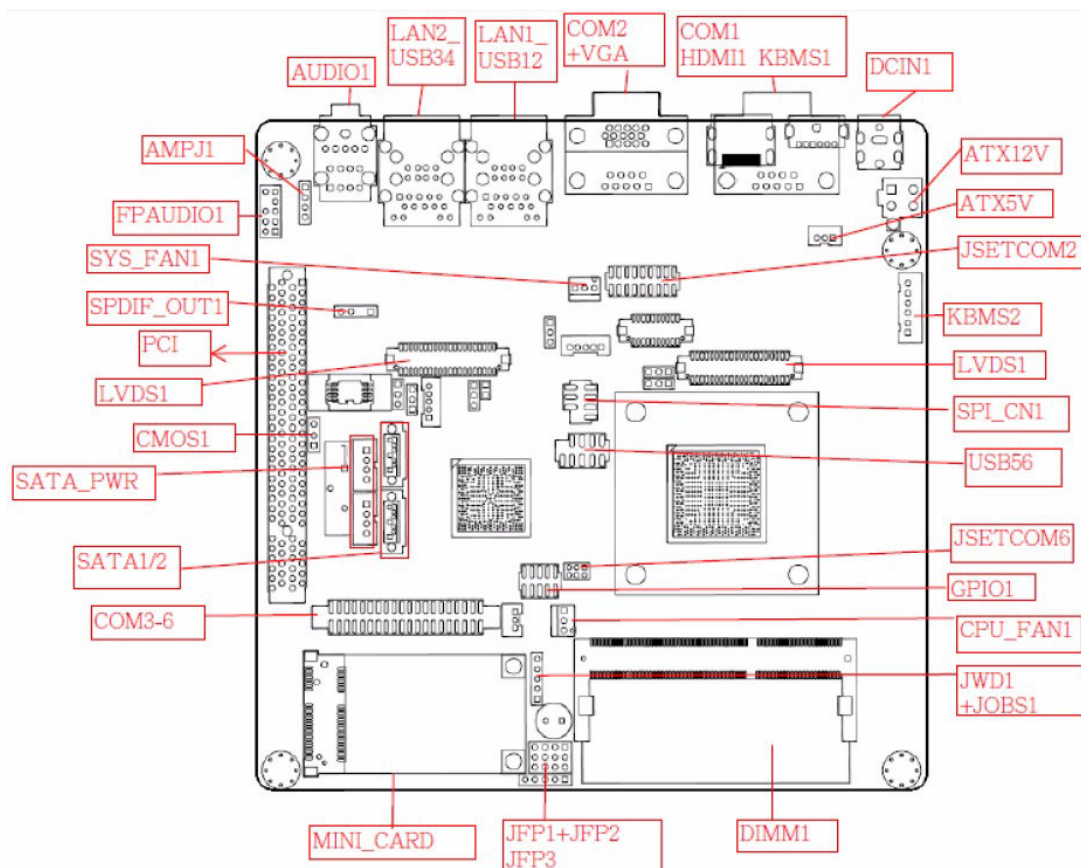 LAN2_
USB34
LAN1_
USB12
COM2
+VGA
COM1
HDMI1 KBMS1
DCIN1
AUDIO1
AMPJ1
FPAUDIO1
SYS_FAN1
SPDIF_OUT1
PCI
LVDS1
CMOS1
SATA_PWR
SATA1/2
COM3-6
ATX12V
ATX5V
JSETCOM2
KBMS2
LVDS1
SPI_CN1
USB56
JSETCOM6
GPIO1
CPU_FAN1
JWD1
+JOBS1
MINI_CARD
JFP1+JFP2
JFP3
DIMM1